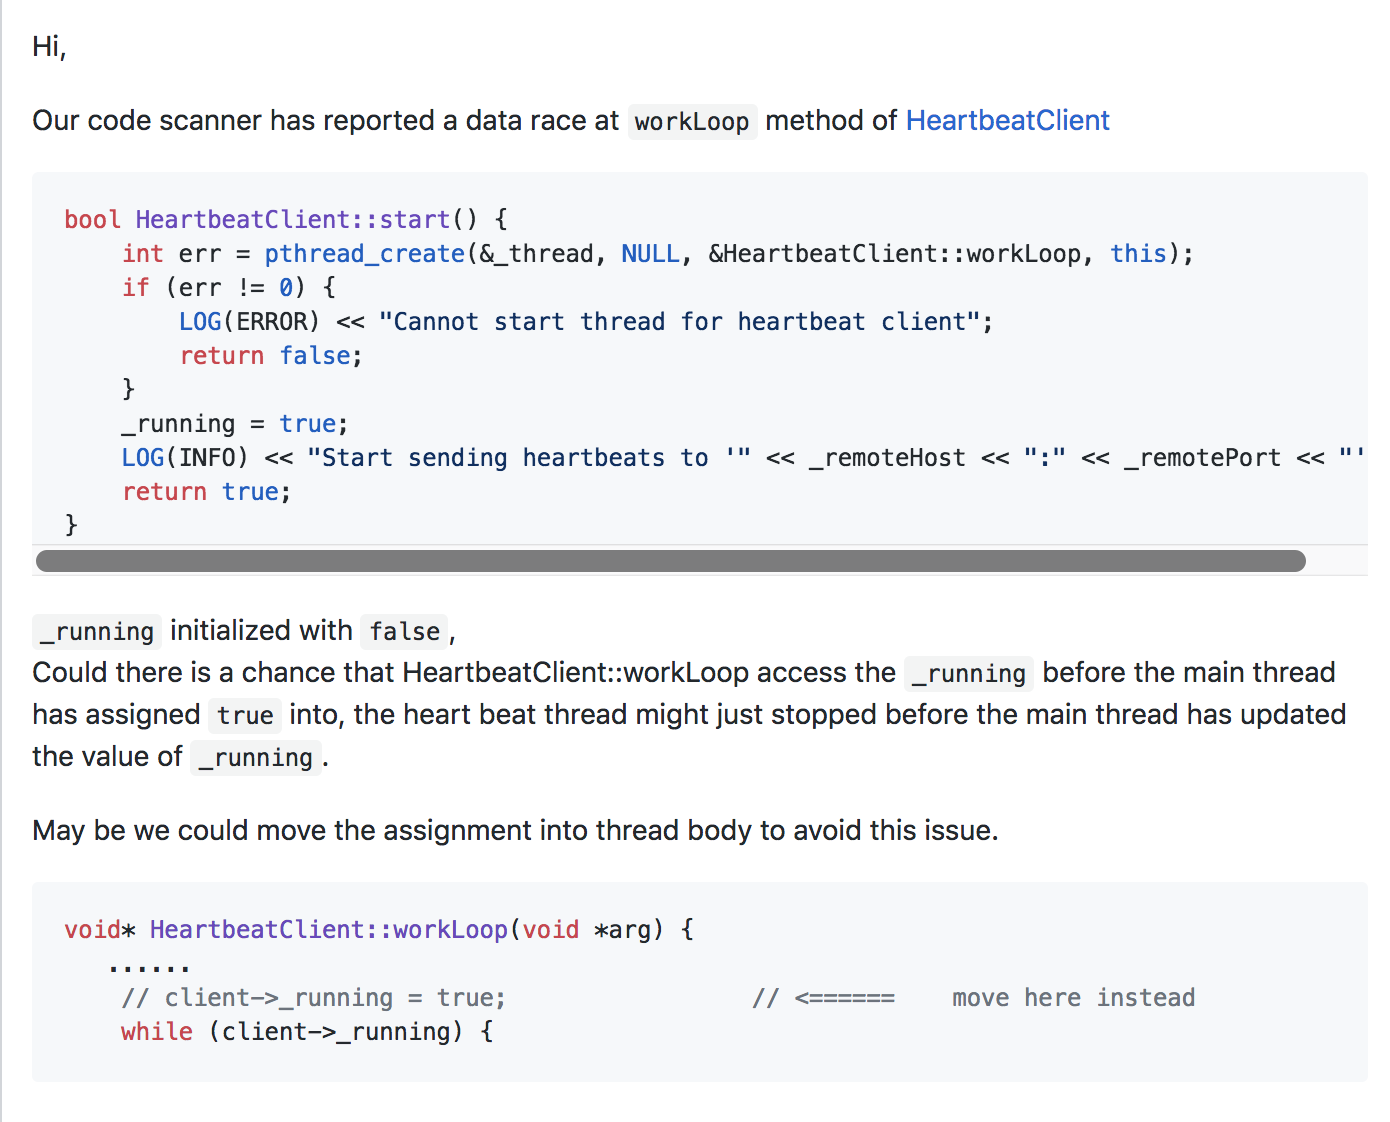 Hi,
Our code scanner has reported a data race at workLoop method of HeartbeatClient
bool HeartbeatClient::start() {
    int err = pthread_create(&_thread, NULL, &HeartbeatClient::workLoop, this);
    if (err != 0) {
        LOG(ERROR) << "Cannot start thread for heartbeat client";
        return false;
    }
    _running = true;
    LOG(INFO) << "Start sending heartbeats to '" << _remoteHost << ":" << _remotePort << "'
    return true;
}
_running initialized with false ,
Could there is a chance that HeartbeatClient::workLoop access the _running before the main thread
has assigned true into, the heart beat thread might just stopped before the main thread has updated
the value of _running .
May be we could move the assignment into thread body to avoid this issue.
void* HeartbeatClient::workLoop(void *arg) {
   ......
    // client->_running = true;                 // <======    move here instead
    while (client->_running) {